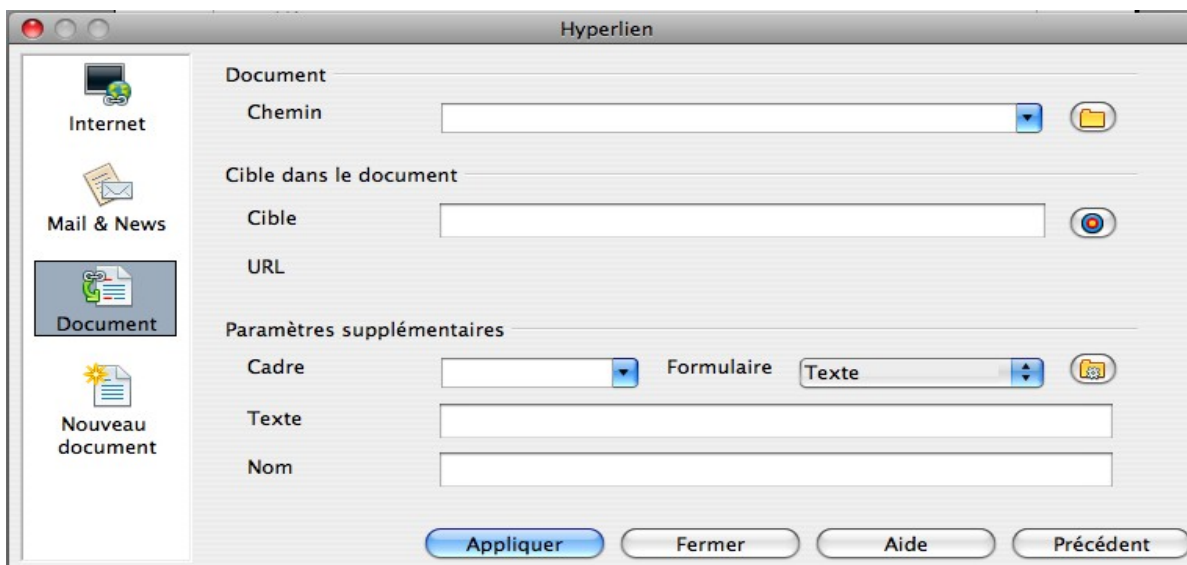 Hyperlien
Internet
Mail & News
Document
Nouveau
document
Document
Chemin
Cible dans le document
Cible
URL
Paramètres supplémentaires
Cadre
Formulaire
Texte
Texte
Nom
Appliquer
Fermer
Aide
Précédent